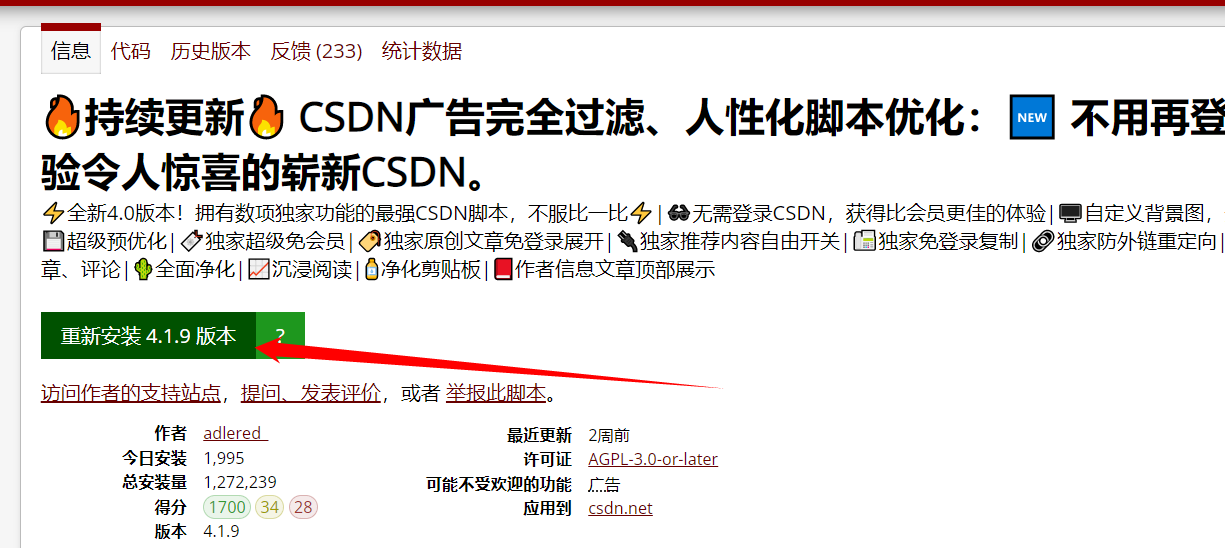 信息 代码 历史版本 反馈 (233) 统计数据
🔥持续更新🔥 CSDN广告完全过滤、人性化脚本优化：🆕 不用再登
验令人惊喜的崭新CSDN。
⚡全新4.0版本！拥有数项独家功能的最强CSDN脚本，不服比一比⚡|🕶无需登录CSDN，获得比会员更佳的体验|🖥自定义背景图，
💾超级预优化|🏷独家超级免会员|🏷独家原创文章免登录展开|🔌独家推荐内容自由开关|📠独家免登录复制|🔗独家防外链重定向|
章、评论|🌵全面净化|📈沉浸阅读|🧴净化剪贴板|📕作者信息文章顶部展示
重新安装 4.1.9 版本 ?
访问作者的支持站点，提问、发表评价，或者 举报此脚本。
作者 adlered
最近更新 2周前
今日安装 1,995
许可证 AGPL-3.0-or-later
总安装量 1,272,239
可能不受欢迎的功能 广告
得分 1700 34 28
应用到 csdn.net
版本 4.1.9